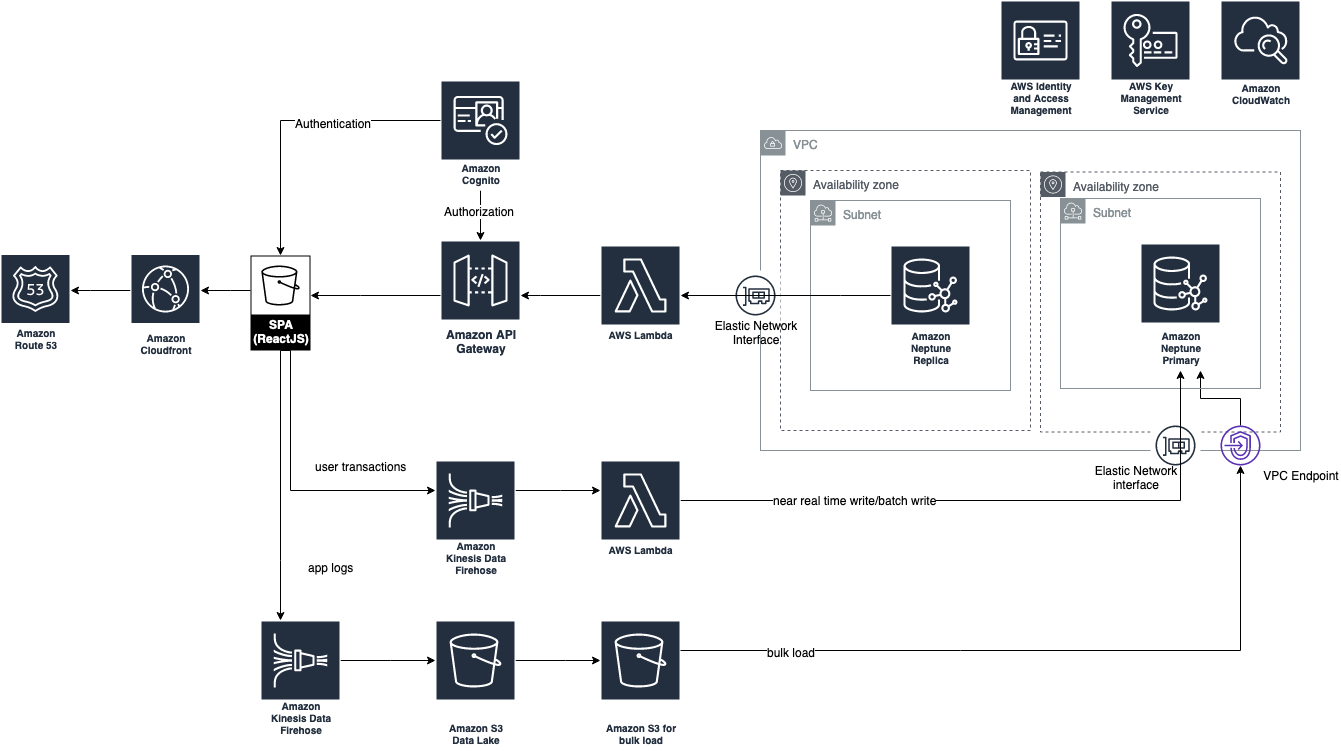 AWS Identity
and Access
Management
AWS Key
Management
Service
Amazon
CloudWatch
Authentication
Amazon
Cognito
Authorization
VPC
Availability zone
Subnet
Availability zone
Subnet
53
Amazon
Route 53
Amazon
Cloudfront
SPA
(ReactJS)
Amazon API
Gateway
AWS Lambda
Elastic Network
Interface
Amazon
Neptune
Replica
Amazon
Neptune
Primary
user transactions
Amazon
Kinesis Data
Firehose
AWS Lambda
near real time write/batch write
Elastic Network
interface
VPC Endpoint
app logs
Amazon
Kinesis Data
Firehose
Amazon S3
Data Lake
Amazon S3 for
bulk load
bulk load